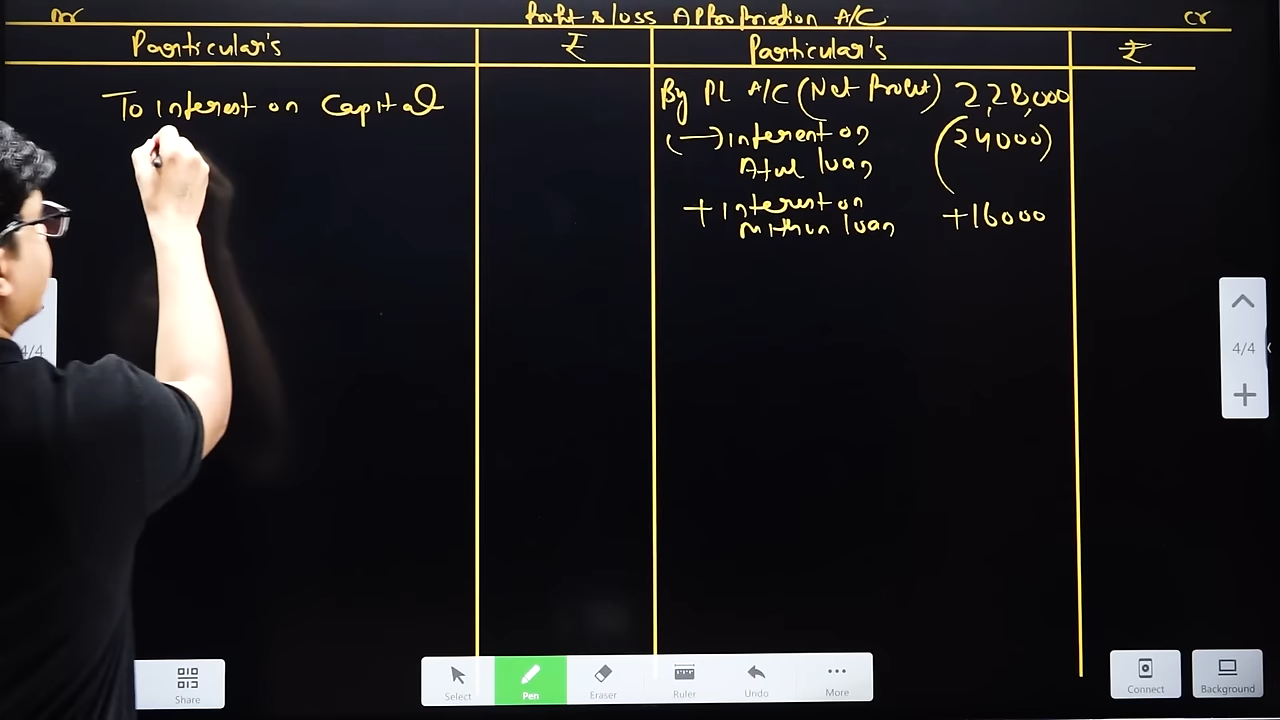 Dr Profit & loss Appropriation A/C. cr
Particular's ₹ Particular's ₹
To interest on Capital
By PL A/C (Net Profit) 2,28,000
(—) interest on (24000)
Atul loan
+ interest on +16000
Mithun loan
4/4
4/4
Share
Select Pen Eraser Ruler Undo More
Connect Background